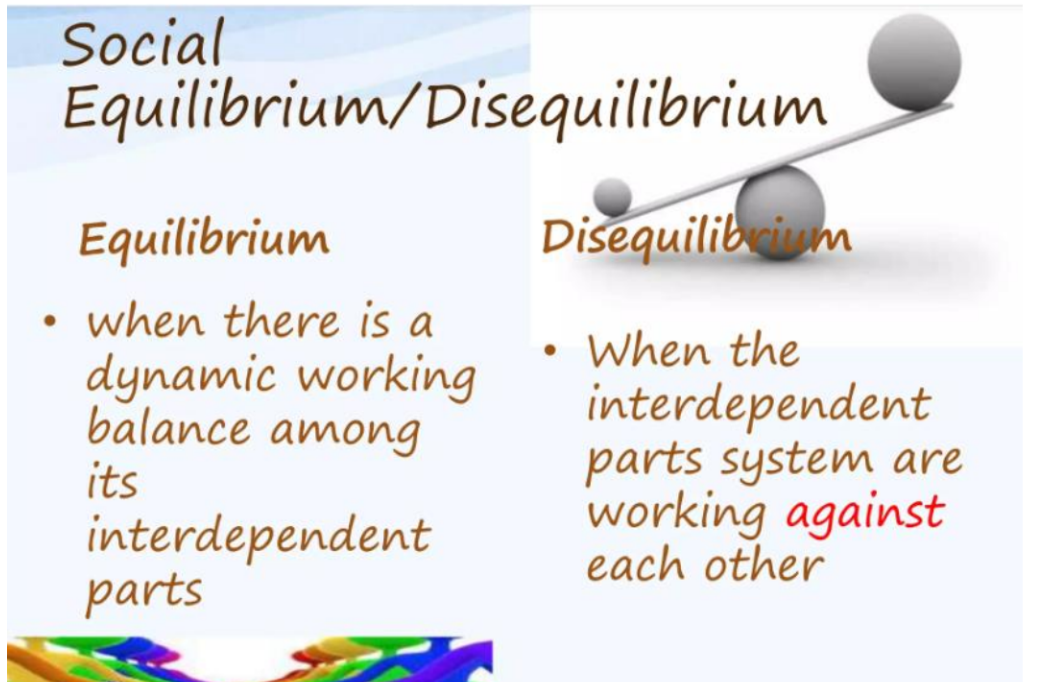 Social
Equilibrium/Disequilibrium
Equilibrium
• when there is a
dynamic working
balance among
its
interdependent
parts
Disequilibrium
• When the
interdependent
parts system are
working against
each other